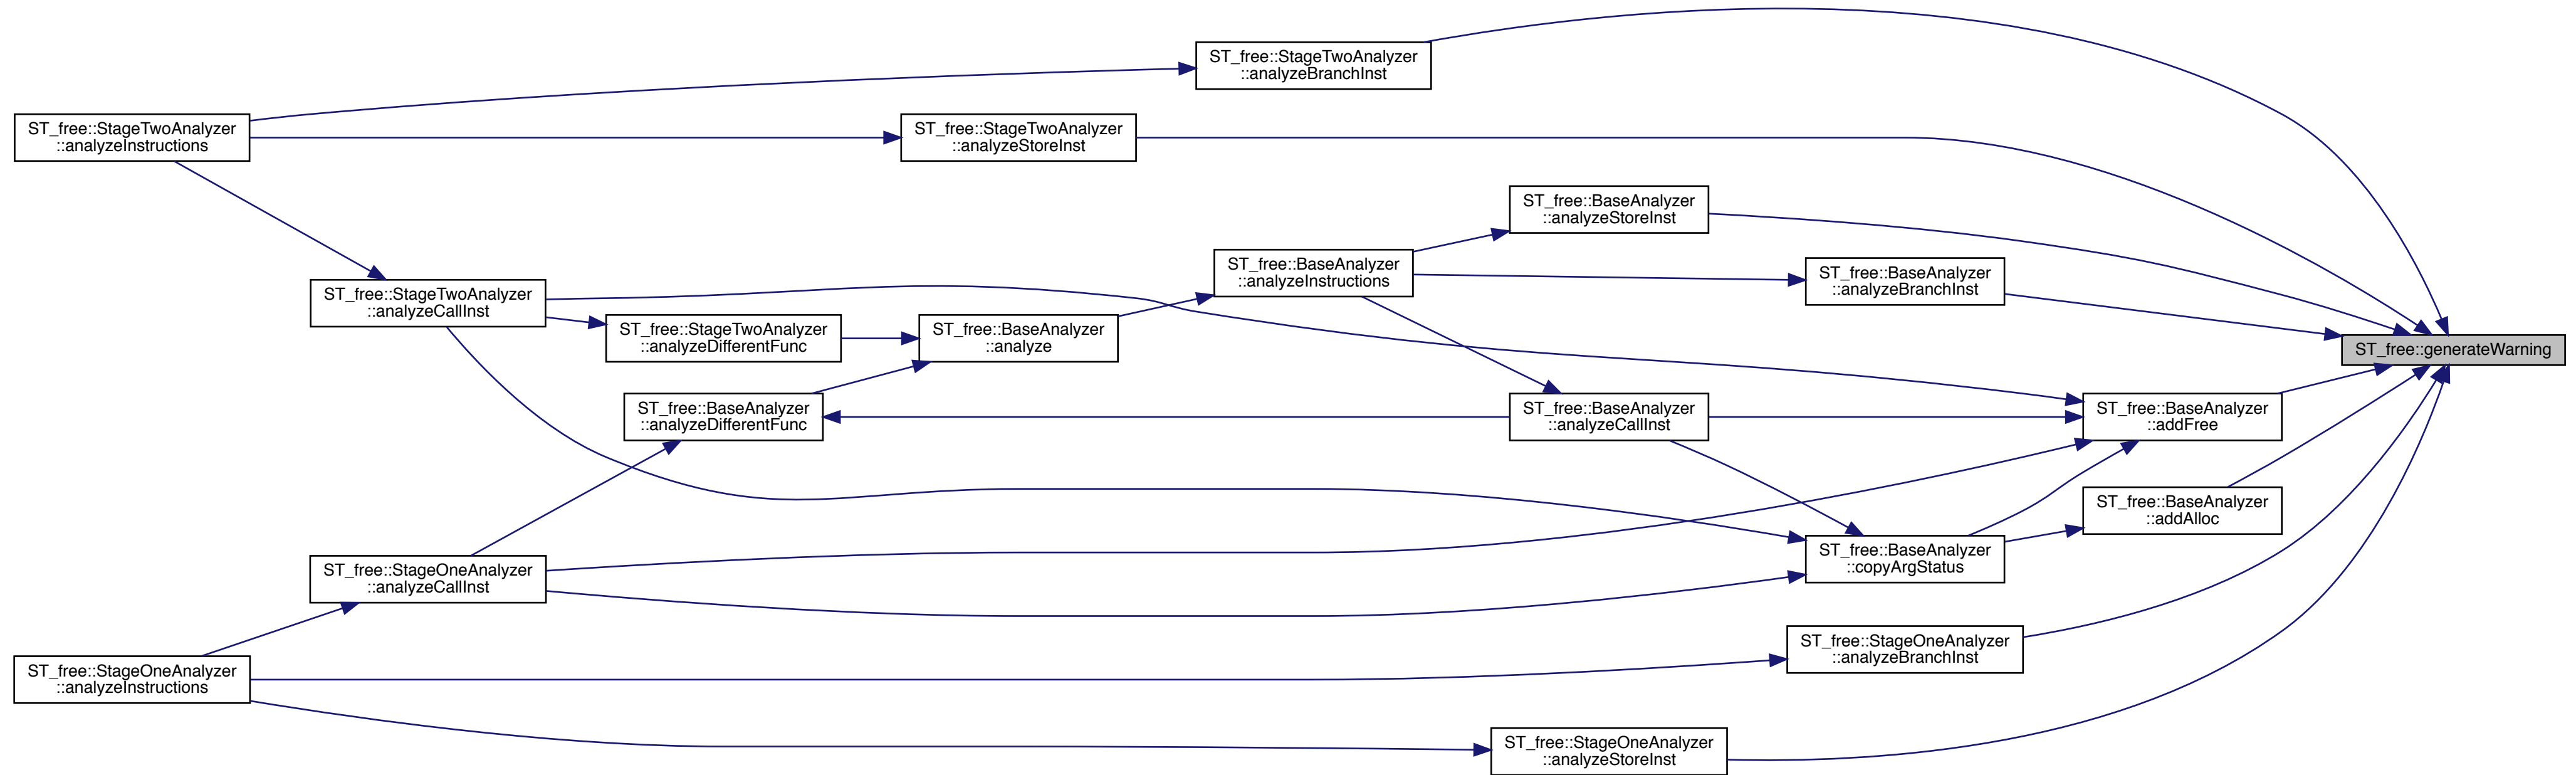 ST_free::StageTwoAnalyzer
::analyzeBranchInst
ST_free::StageTwoAnalyzer
::analyzeInstructions
ST_free::StageTwoAnalyzer
::analyzeStoreInst
ST_free::BaseAnalyzer
::analyzeStoreInst
ST_free::BaseAnalyzer
::analyzeInstructions
ST_free::BaseAnalyzer
::analyzeBranchInst
ST_free::StageTwoAnalyzer
::analyzeCallInst
ST_free::StageTwoAnalyzer
::analyzeDifferentFunc
ST_free::BaseAnalyzer
::analyze
ST_free::generateWarning
ST_free::BaseAnalyzer
::analyzeDifferentFunc
ST_free::BaseAnalyzer
::analyzeCallInst
ST_free::BaseAnalyzer
::addFree
ST_free::BaseAnalyzer
::addAlloc
ST_free::StageOneAnalyzer
::analyzeCallInst
ST_free::BaseAnalyzer
::copyArgStatus
ST_free::StageOneAnalyzer
::analyzeBranchInst
ST_free::StageOneAnalyzer
::analyzeInstructions
ST_free::StageOneAnalyzer
::analyzeStoreInst